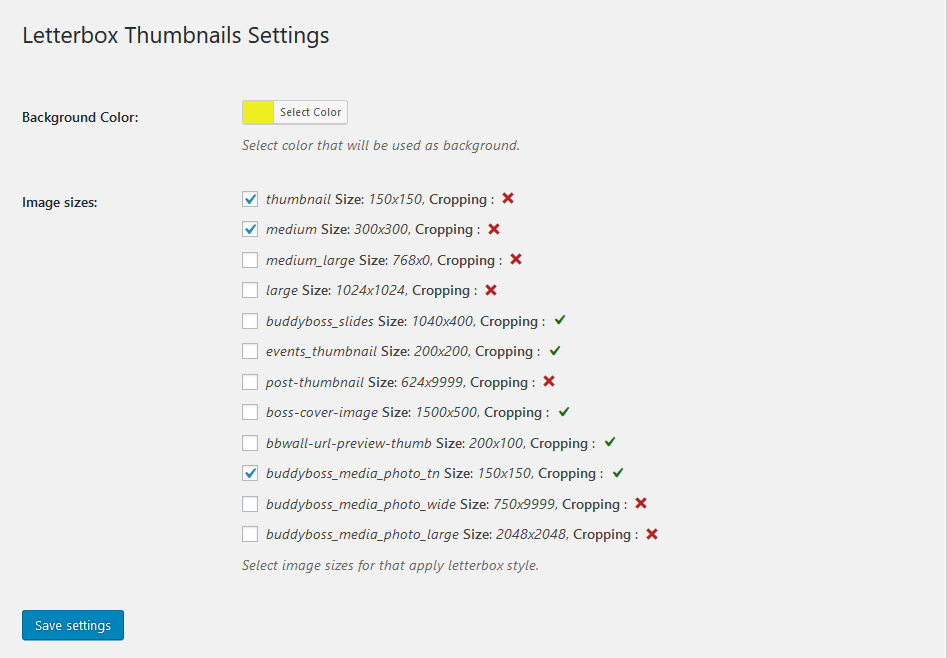 Letterbox Thumbnails Settings
Background Color:
Select Color
Select color that will be used as background.
Image sizes:
thumbnail Size: 150x150, Cropping :
medium Size: 300x300, Cropping :
medium_large Size: 768x0, Cropping :
large Size: 1024x1024, Cropping :
buddyboss_slides Size: 1040x400, Cropping :
events_thumbnail Size: 200x200, Cropping :
post-thumbnail Size: 624x9999, Cropping :
boss-cover-image Size: 1500x500, Cropping :
bbwall-url-preview-thumb Size: 200x100, Cropping :
buddyboss_media_photo_tn Size: 150x150, Cropping :
buddyboss_media_photo_wide Size: 750x9999, Cropping :
buddyboss_media_photo_large Size: 2048x2048, Cropping :
Select image sizes for that apply letterbox style.
Save settings